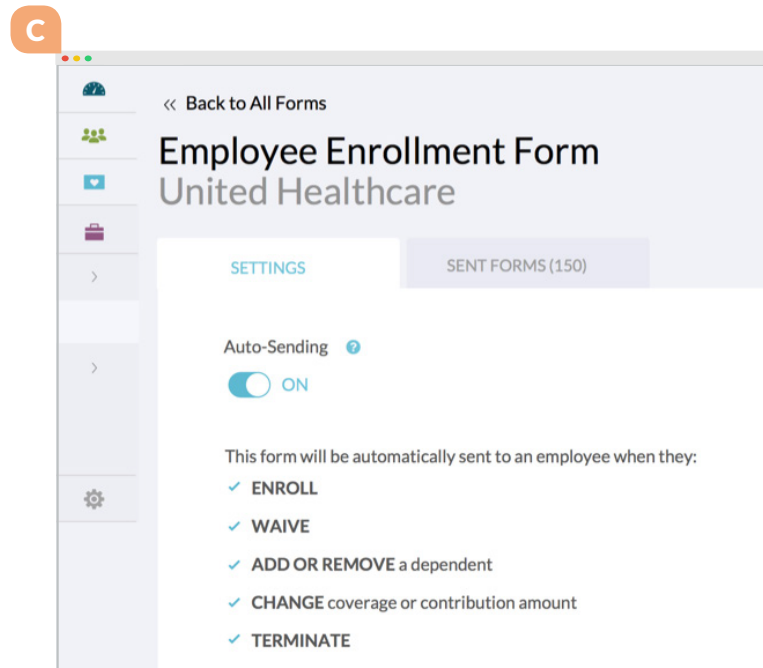 C
« Back to All Forms
Employee Enrollment Form
United Healthcare
SETTINGS
SENT FORMS (150)
Auto-Sending ?
ON
This form will be automatically sent to an employee when they:
ENROLL
WAIVE
ADD OR REMOVE a dependent
CHANGE coverage or contribution amount
TERMINATE